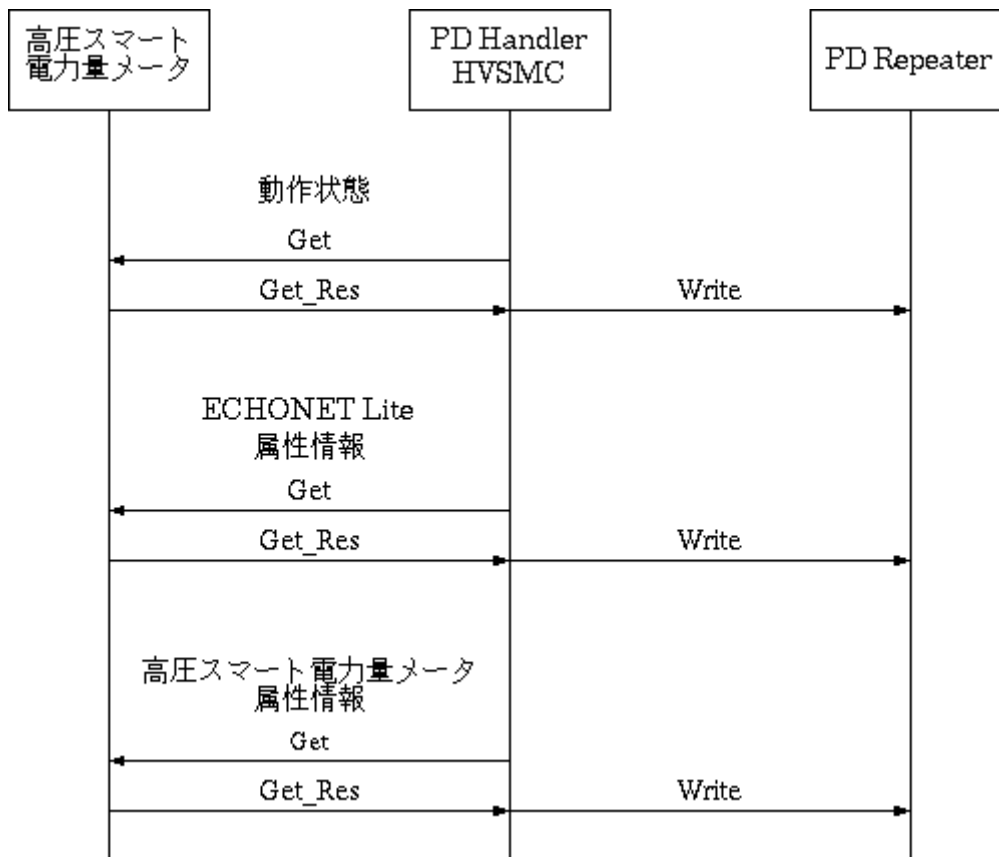 高圧スマート
電力量メータ
PD Handler
HVSMC
PD Repeater
動作状態
Get
Get_Res
Write
ECHONET Lite
属性情報
Get
Get_Res
Write
高圧スマート電力量メータ
属性情報
Get
Get_Res
Write